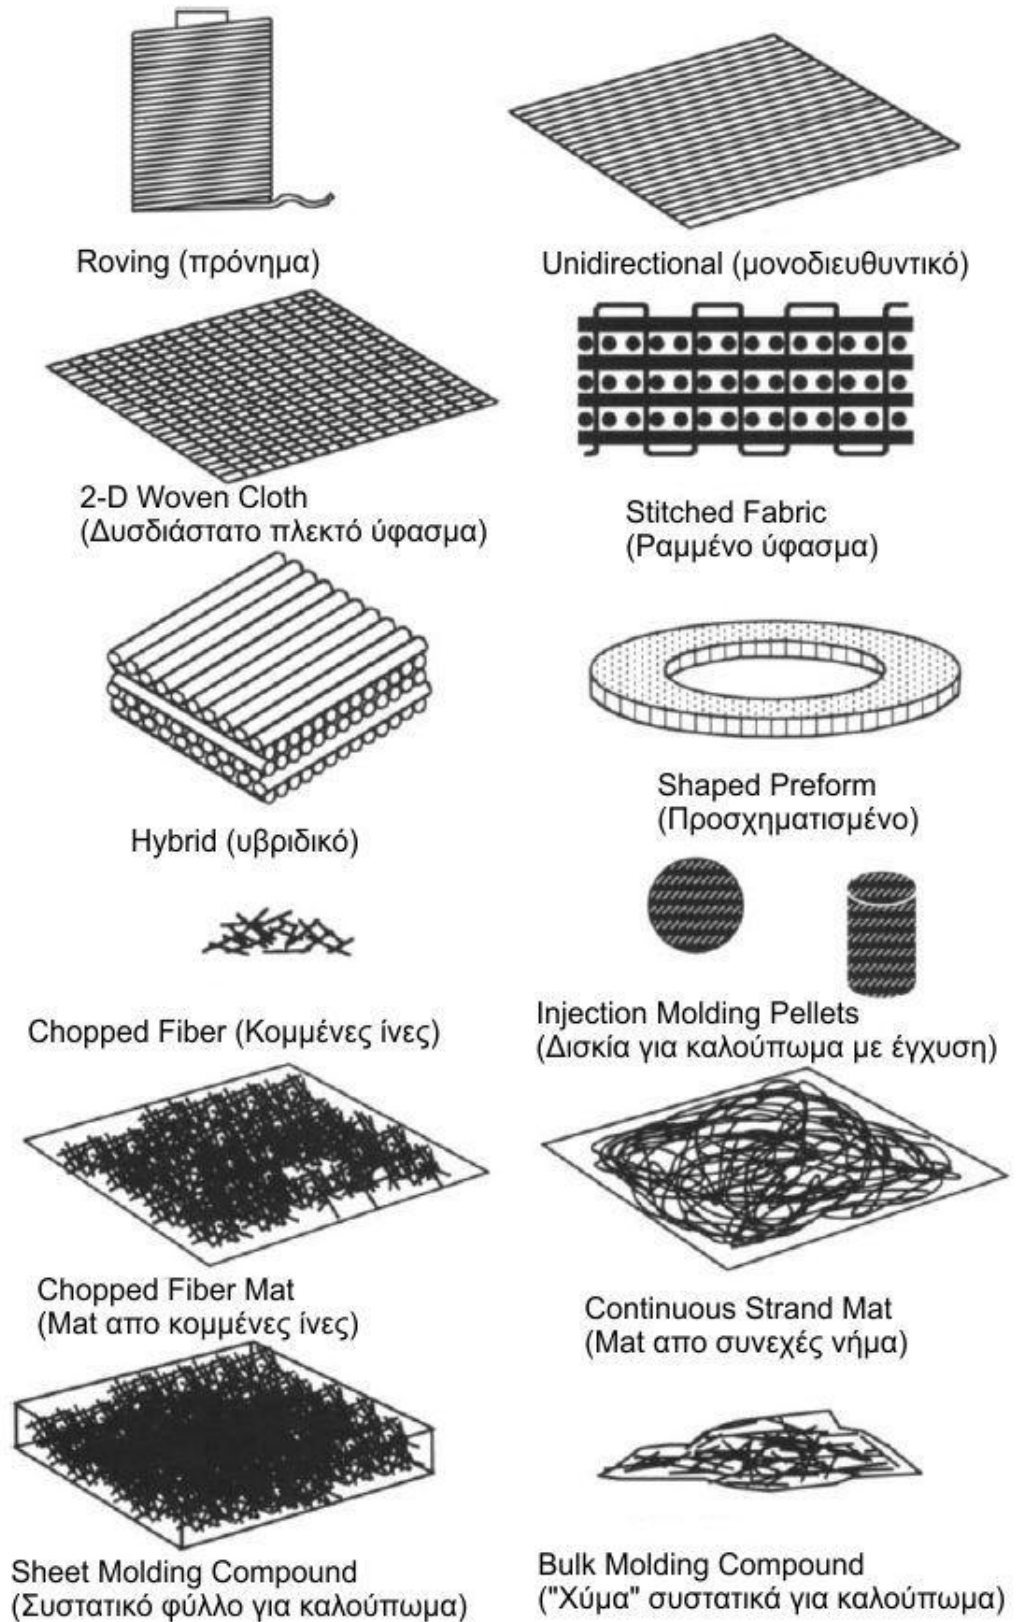 Roving (πρόνημα)
Unidirectional (μονοδιευθυντικό)
2-D Woven Cloth
(Δυσδιάστατο πλεκτό ύφασμα)
Stitched Fabric
(Ραμμένο ύφασμα)
Hybrid (υβριδικό)
Shaped Preform
(Προσχηματισμένο)
Chopped Fiber (Κομμένες ίνες)
Injection Molding Pellets
(Δισκία για καλούπωμα με έγχυση)
Chopped Fiber Mat
(Mat απο κομμένες ίνες)
Continuous Strand Mat
(Mat απο συνεχές νήμα)
Sheet Molding Compound
(Συστατικό φύλλο για καλούπωμα)
Bulk Molding Compound
("Χύμα" συστατικά για καλούπωμα)